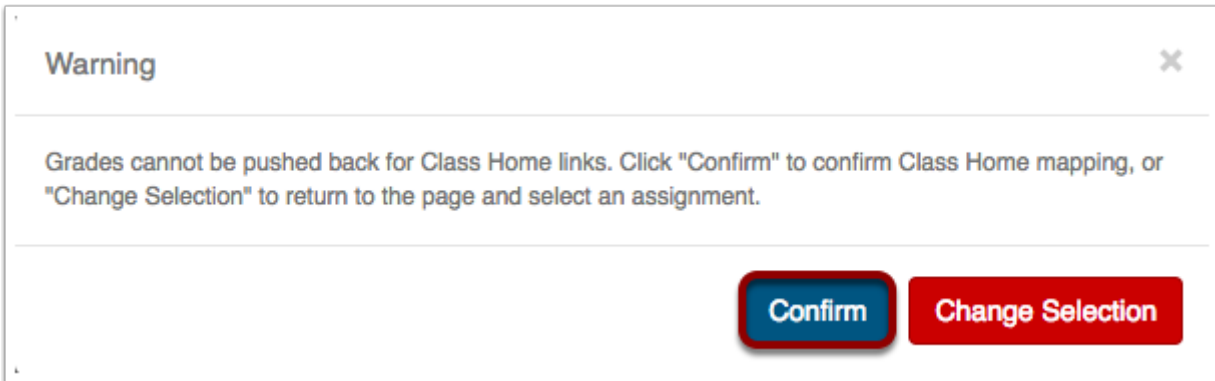 Warning
Grades cannot be pushed back for Class Home links. Click "Confirm" to confirm Class Home mapping, or
"Change Selection" to return to the page and select an assignment.
Confirm
Change Selection